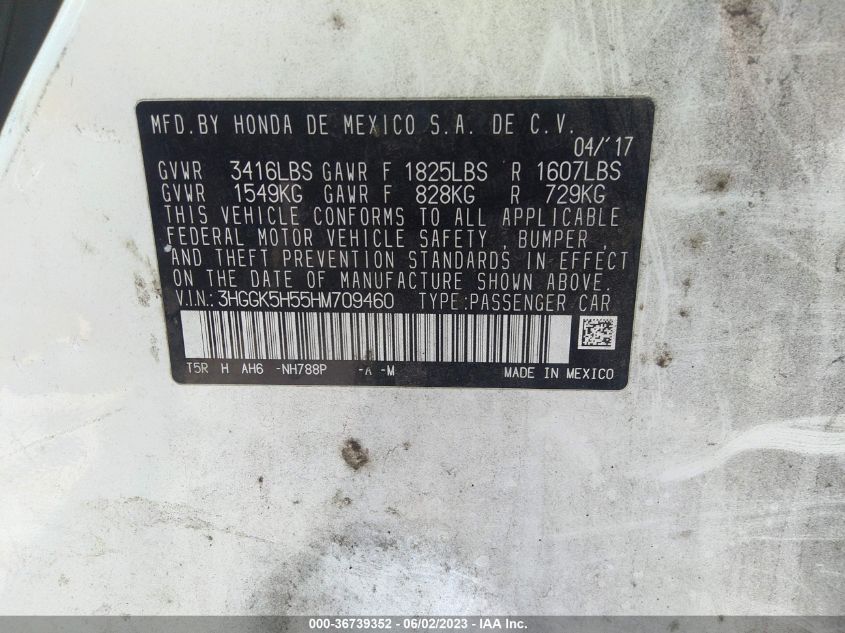 MFD.BY HONDA DE MEXICO S.A. DE C.V.
04/'17
GVWR 3416LBS GAWR F 1825LBS R 1607LBS
GVWR 1549KG GAWR F 828KG R 729KG
THIS VEHICLE CONFORMS TO ALL APPLICABLE
FEDERAL MOTOR VEHICLE SAFETY , BUMPER ,
AND THEFT PREVENTION STANDARDS IN EFFECT
ON THE DATE OF MANUFACTURE SHOWN ABOVE.
V.I.N.: 3HGGK5H55HM709460 TYPE:PASSENGER CAR
T5R H AH6 -NH788P -A -M MADE IN MEXICO
000-36739352 - 06/02/2023 - IAA Inc.